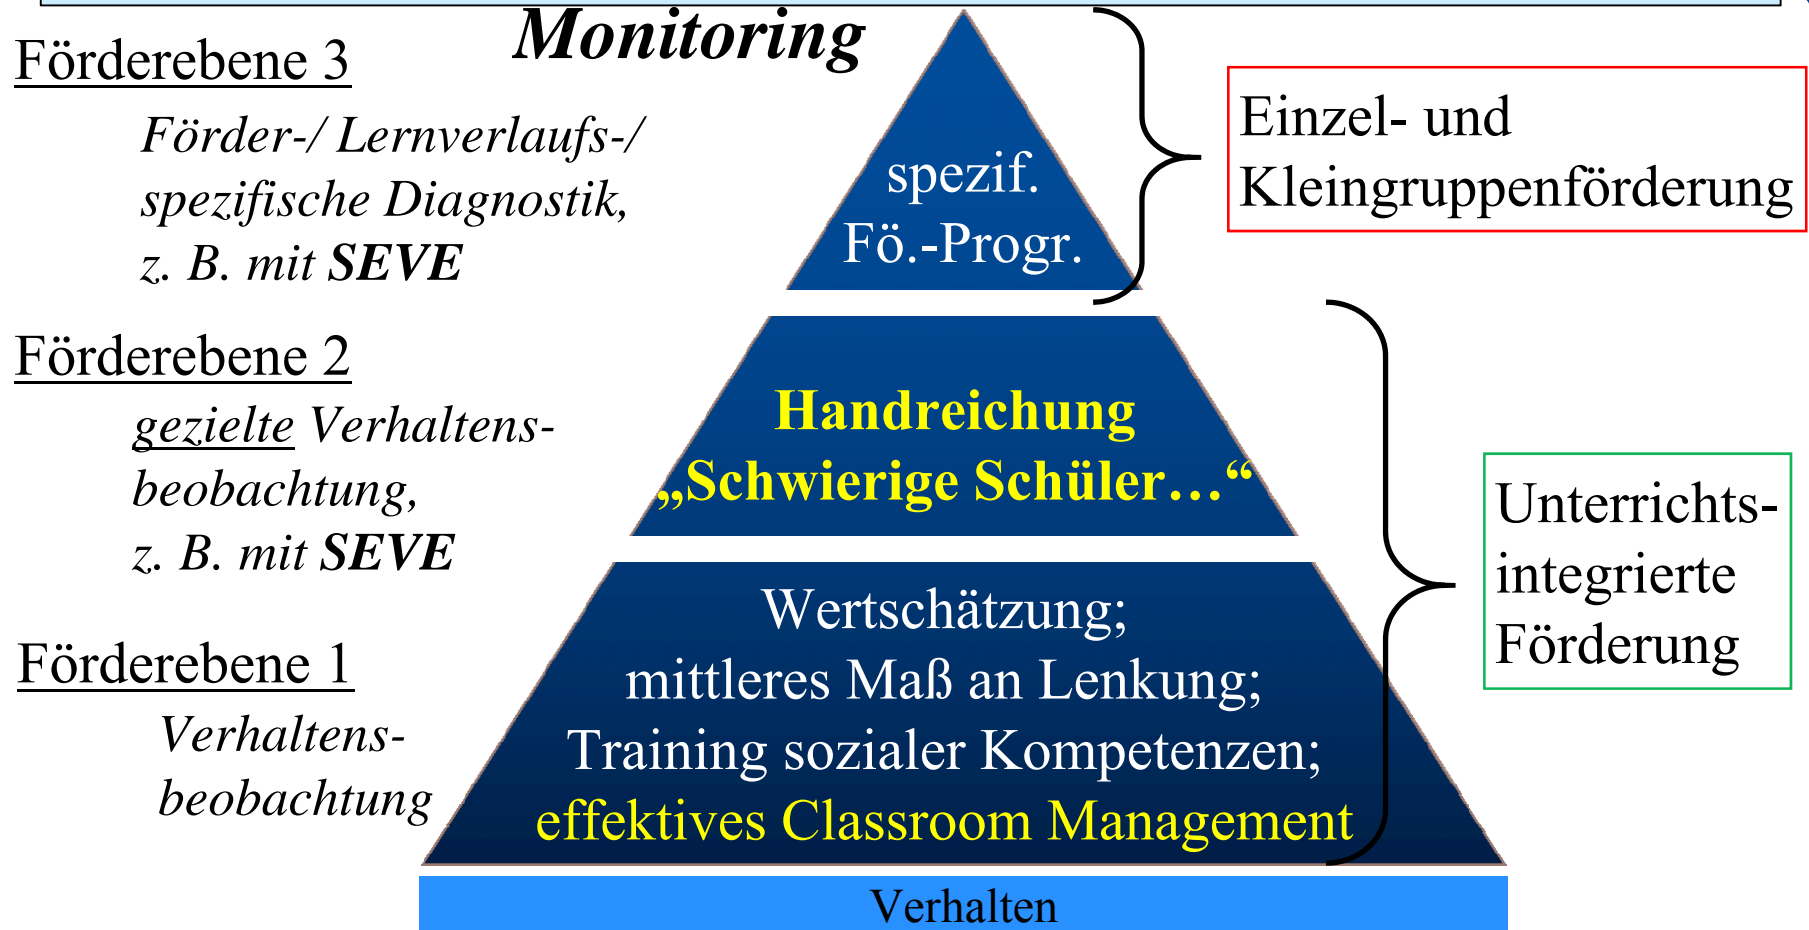 Monitoring
Förderebene 3
Förder-/ Lernverlaufs-/
spezifische Diagnostik,
z. B. mit SEVE
spezif.
Fö.-Progr.
Einzel- und
Kleingruppenförderung
Förderebene 2
gezielte Verhaltens-
beobachtung,
z. B. mit SEVE
Handreichung
„Schwierige Schüler…“
Unterrichts-
integrierte
Förderung
Förderebene 1
Verhaltens-
beobachtung
Wertschätzung;
mittleres Maß an Lenkung;
Training sozialer Kompetenzen;
effektives Classroom Management
Verhalten